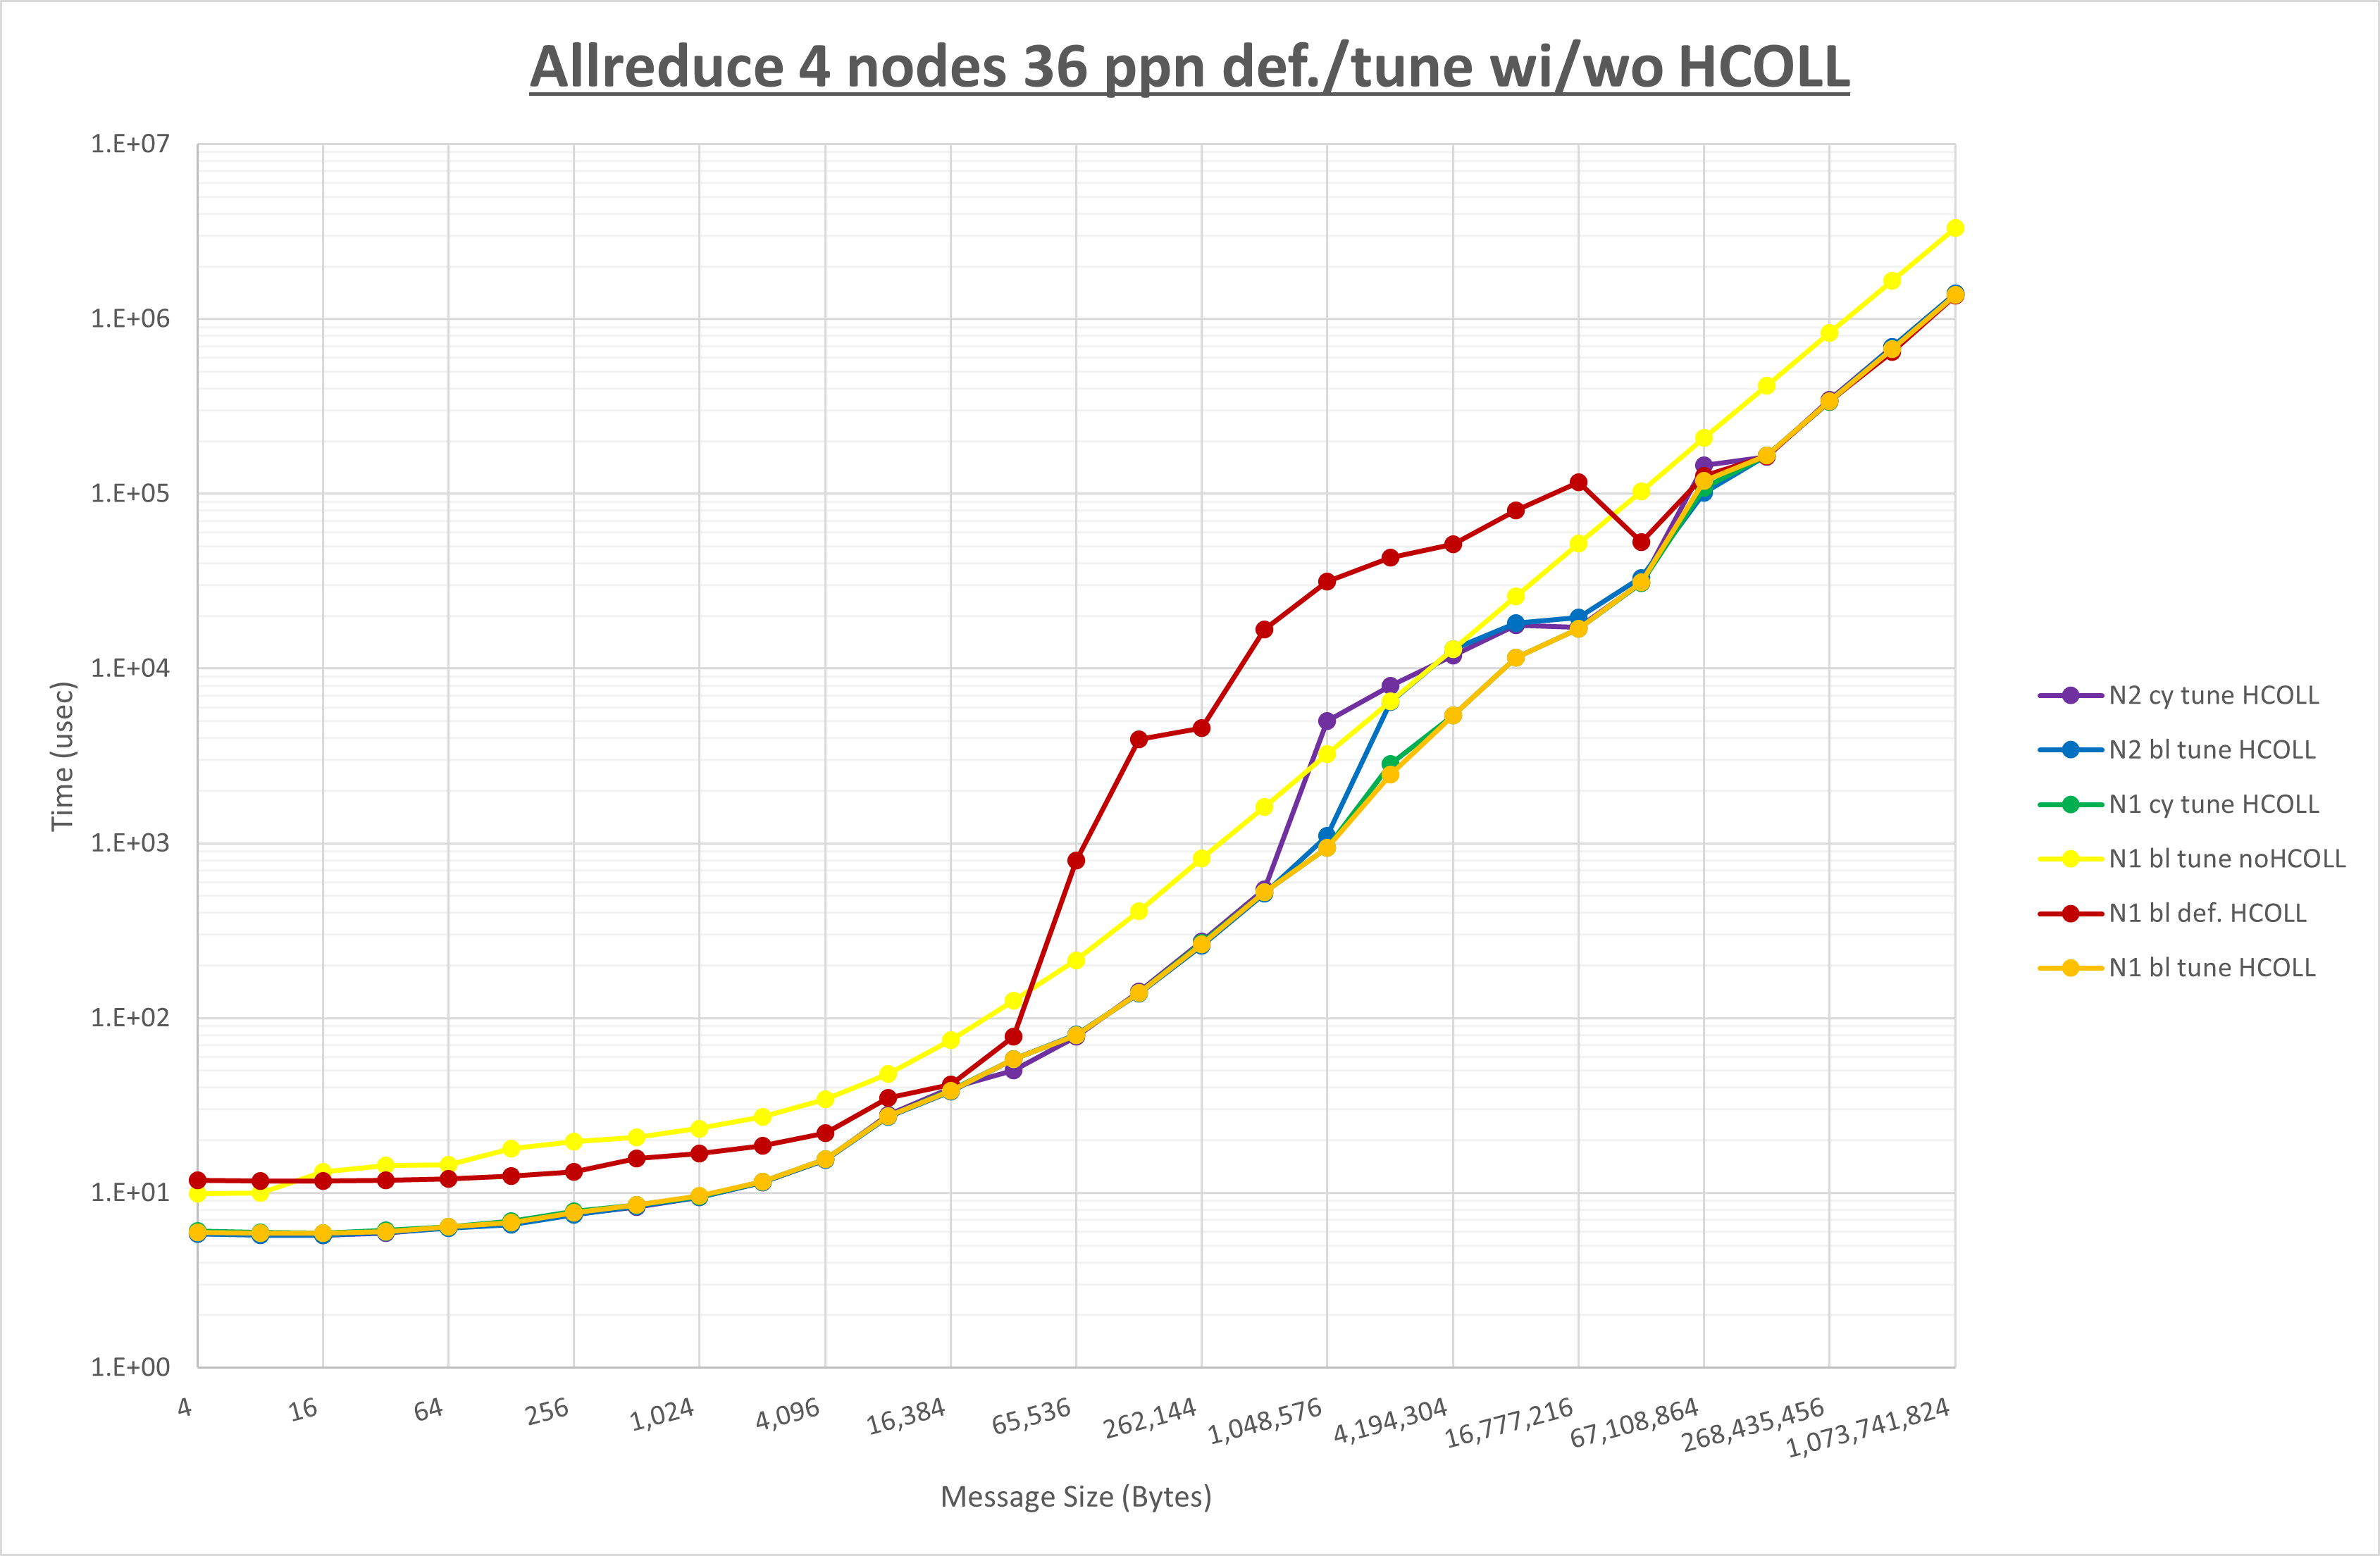 Allreduce 4 nodes 36 ppn def./tune wi/wo HCOLL
1.E+07
1.E+06
1.E+05
1.E+04
1.E+03
1.E+02
1.E+01
1.E+00
Time (usec)
4
16
64
256
1,024
4,096
16,384
65,536
262,144
1,048,576
4,194,304
16,777,216
67,108,864
268,435,456
1,073,741,824
Message Size (Bytes)
N2 cy tune HCOLL
N2 bl tune HCOLL
N1 cy tune HCOLL
N1 bl tune noHCOLL
N1 bl def. HCOLL
N1 bl tune HCOLL